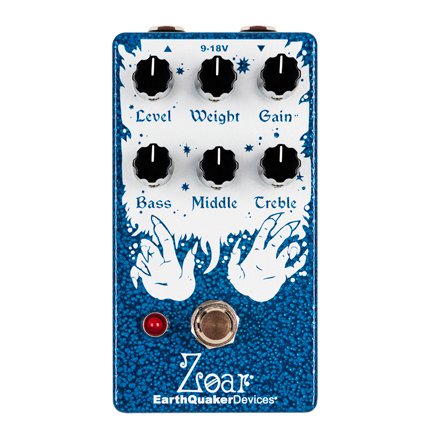 9-18V
Level Weight Gain
Bass Middle Treble
Zoar
EarthQuakerDevices®